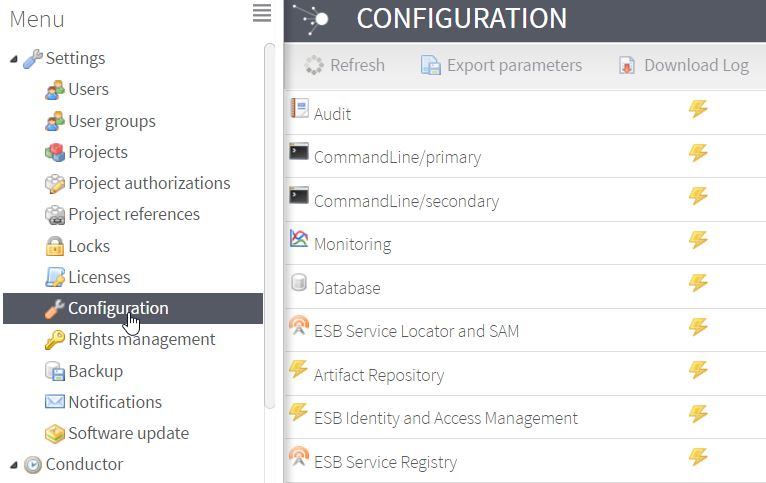 Menu
Settings
Users
User groups
Projects
Project authorizations
Project references
Locks
Licenses
Configuration
Rights management
Backup
Notifications
Software update
Conductor
CONFIGURATION
Refresh Export parameters Download Log
Audit
CommandLine/primary
CommandLine/secondary
Monitoring
Database
ESB Service Locator and SAM
Artifact Repository
ESB Identity and Access Management
ESB Service Registry